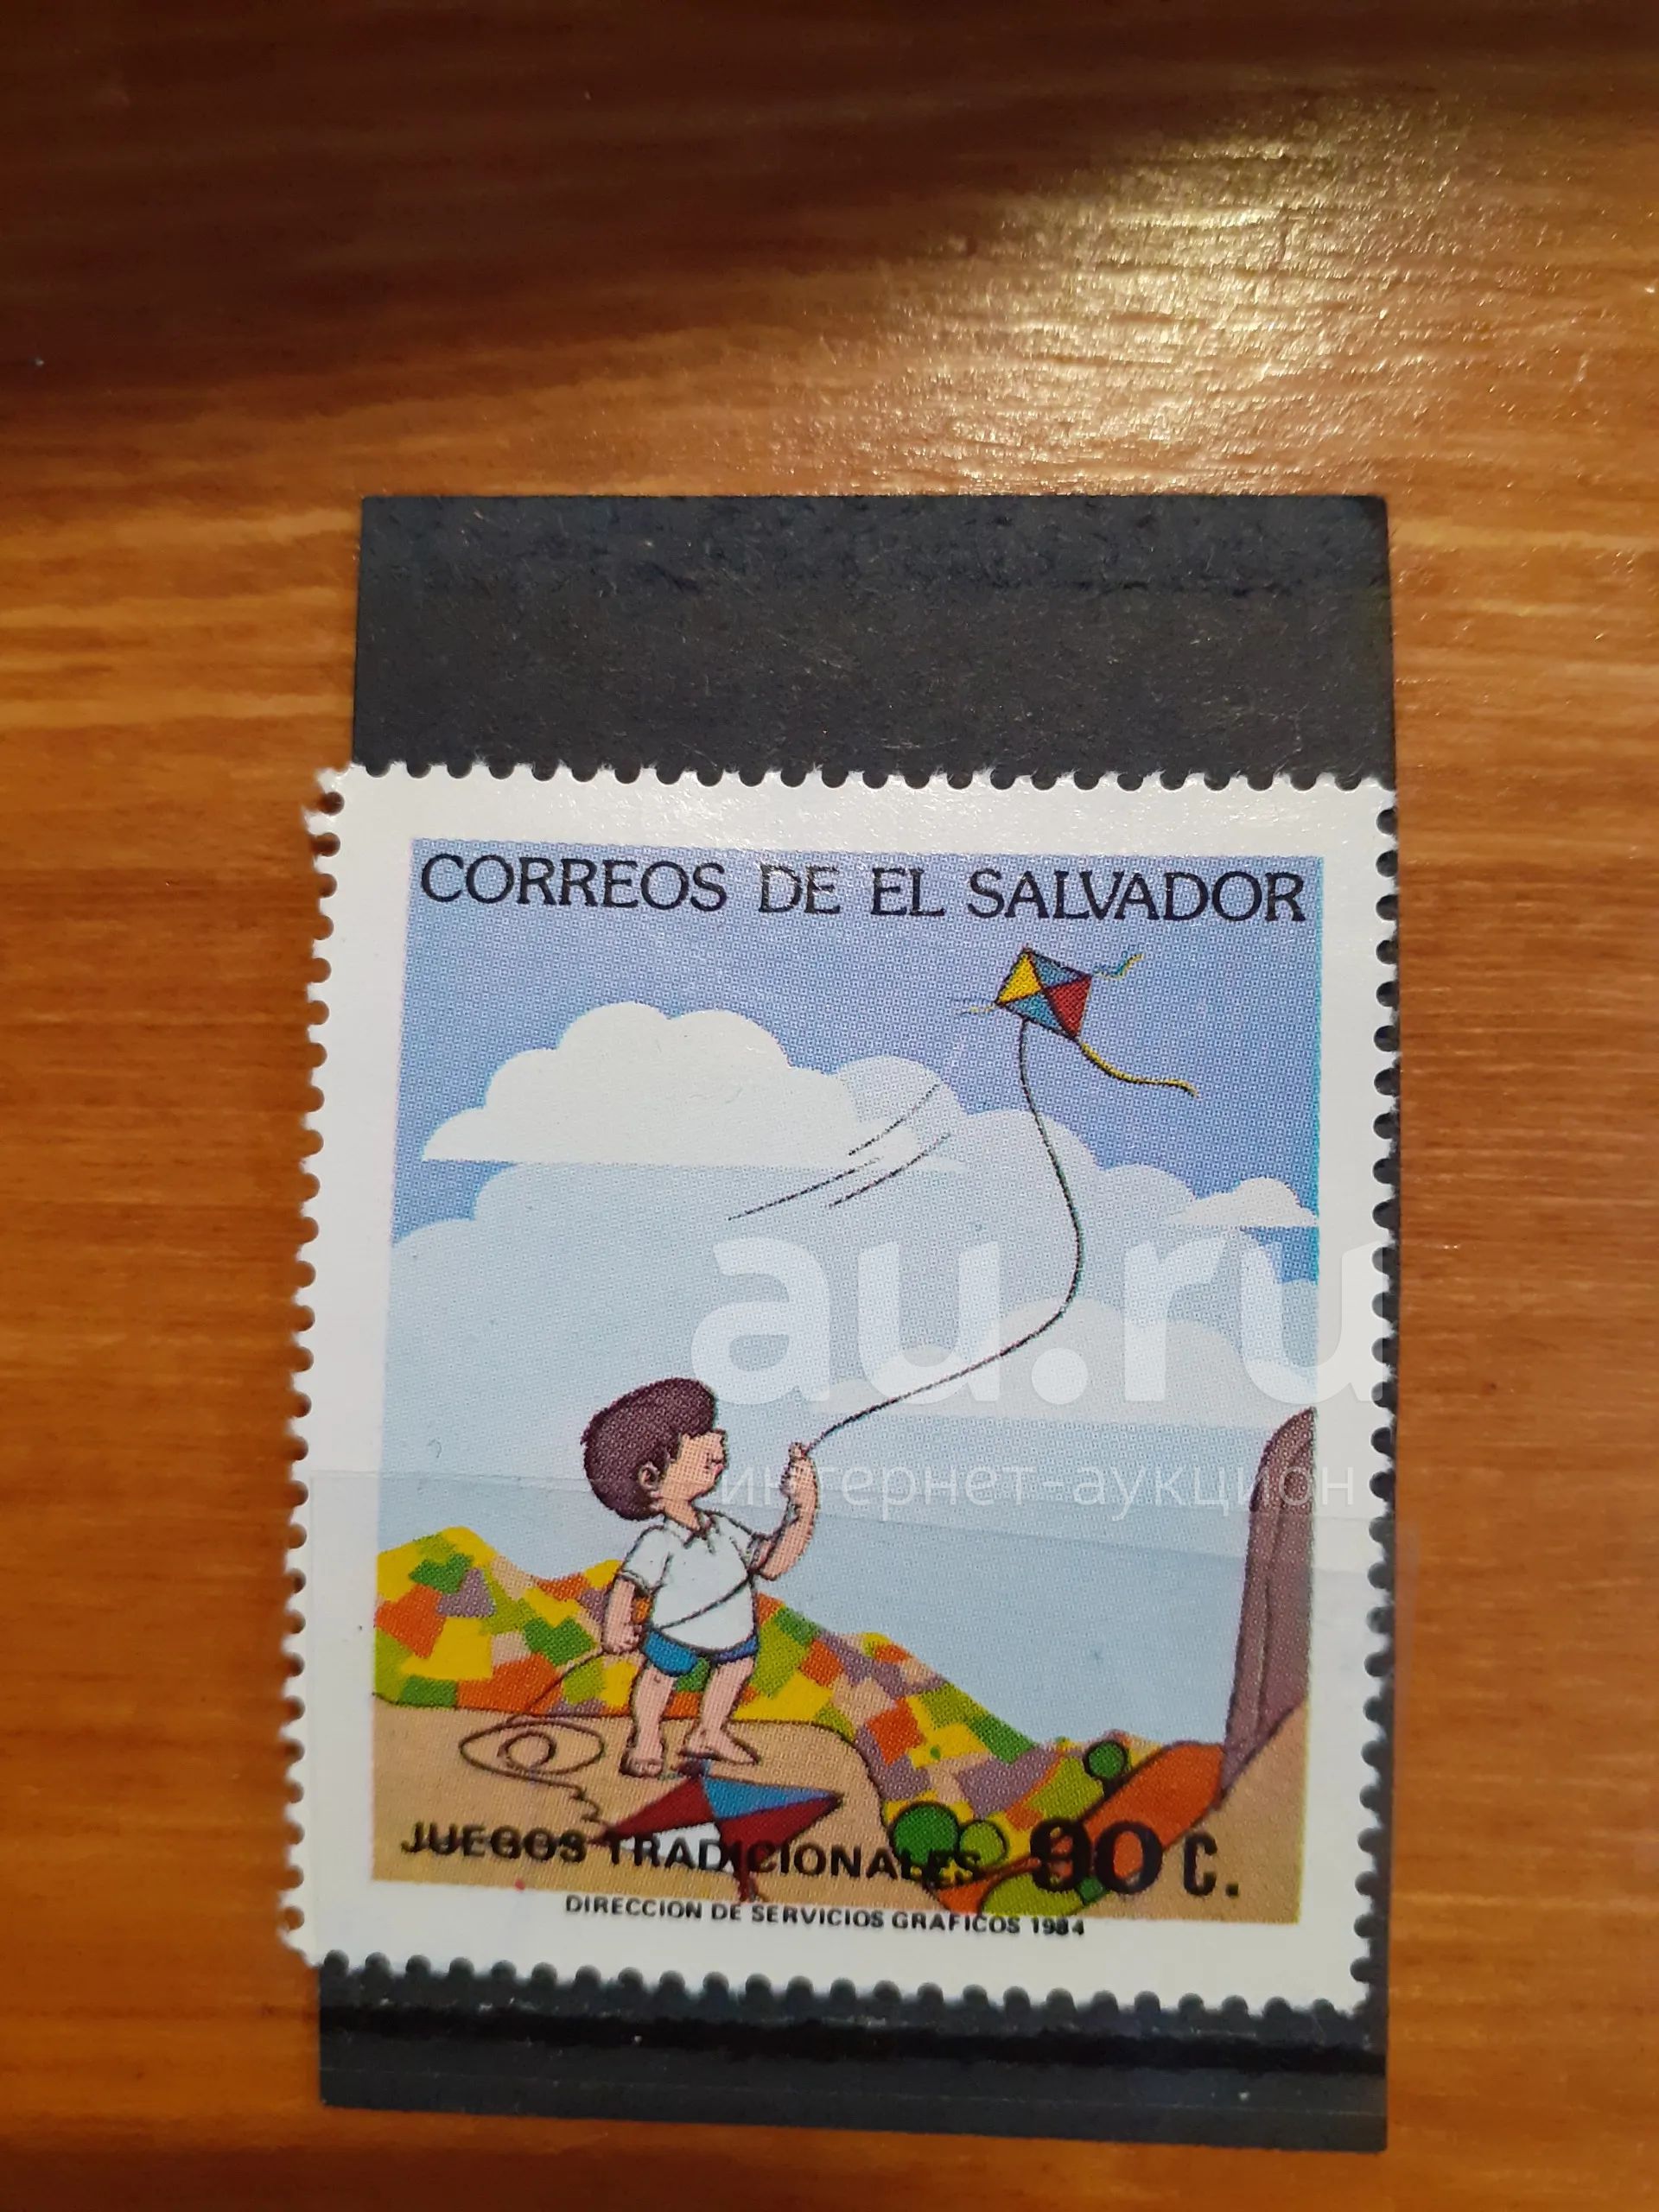 CORREOS DE EL SALVADOR
au.ru
интернет-аукцион
JUEGOS TRADICIONALES 90 C.
DIRECCION DE SERVICIOS GRAFICOS 1984